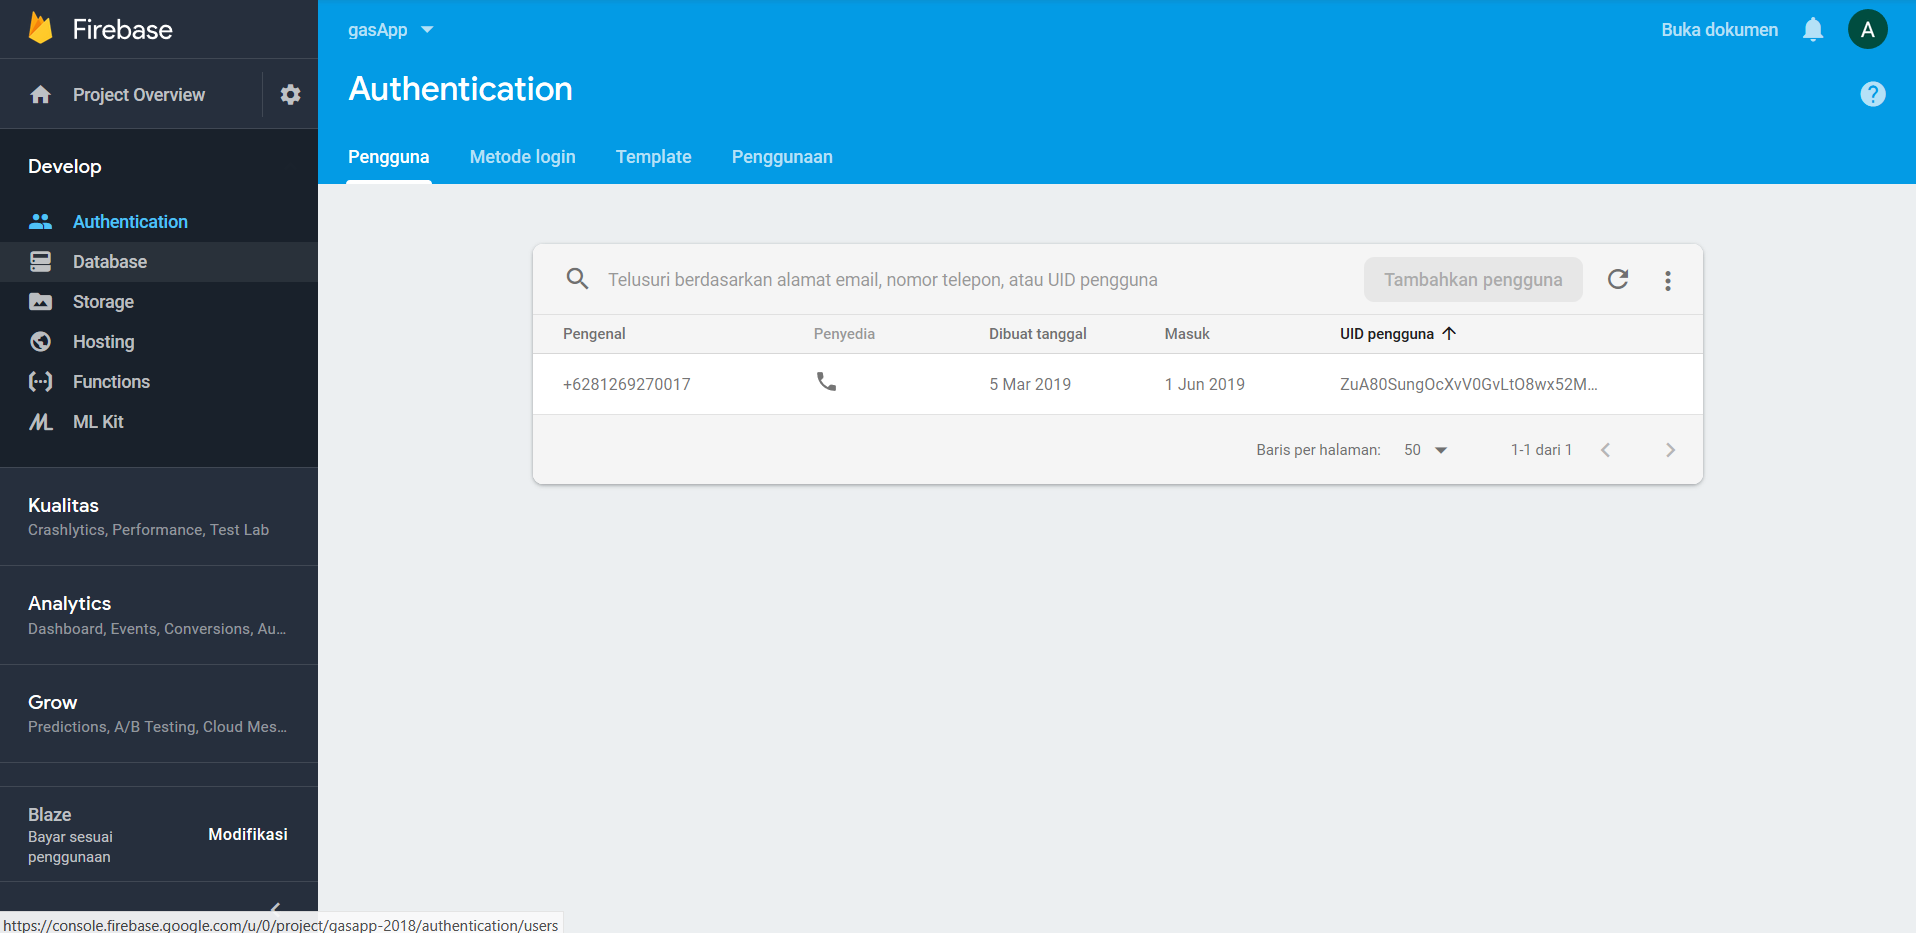 Firebase
Project Overview
Develop
Authentication
Database
Storage
Hosting
Functions
ML Kit
Kualitas
Crashlytics, Performance, Test Lab
Analytics
Dashboard, Events, Conversions, Au...
Grow
Predictions, A/B Testing, Cloud Mes...
Blaze
Bayar sesuai
penggunaan
Modifikasi
gasApp
Buka dokumen
A
Authentication
?
Pengguna Metode login Template Penggunaan
Telusuri berdasarkan alamat email, nomor telepon, atau UID pengguna
Tambahkan pengguna
Pengenal Penyedia Dibuat tanggal Masuk UID pengguna
+6281269270017 5 Mar 2019 1 Jun 2019 ZuA80SungOcXvV0GvLtO8wx52M...
Baris per halaman: 50 1-1 dari 1
https://console.firebase.google.com/u/0/project/gasapp-2018/authentication/users